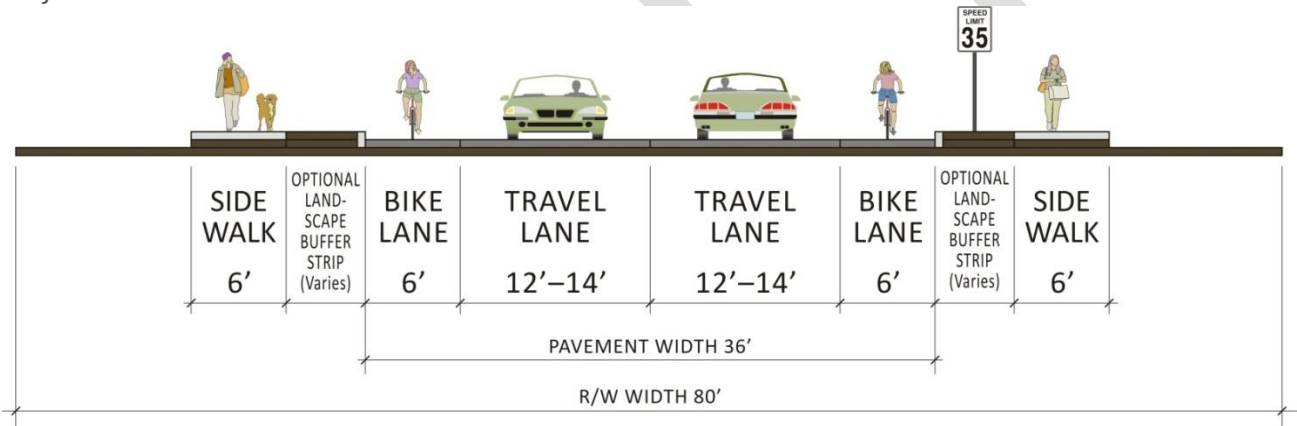 SPEED
LIMIT
35
SIDE
WALK
6’
OPTIONAL
LAND-
SCAPE
BUFFER
STRIP
(Varies)
BIKE
LANE
6’
TRAVEL
LANE
12’–14’
TRAVEL
LANE
12’–14’
BIKE
LANE
6’
OPTIONAL
LAND-
SCAPE
BUFFER
STRIP
(Varies)
SIDE
WALK
6’
PAVEMENT WIDTH 36’
R/W WIDTH 80’